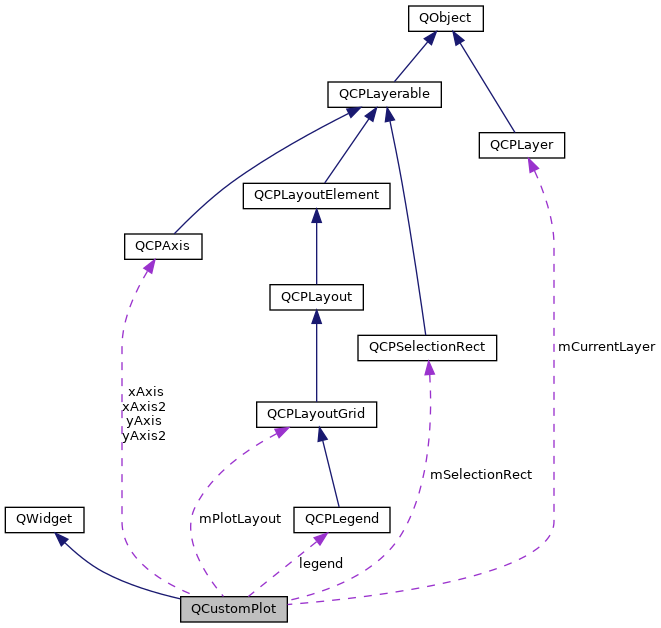 QObject
QCPLayerable
QCPLayer
QCPLayoutElement
QCPAxis
QCPLayout
QCPSelectionRect
mCurrentLayer
xAxis
xAxis2
yAxis
yAxis2
QCPLayoutGrid
mSelectionRect
QWidget
mPlotLayout
QCPLegend
legend
QCustomPlot